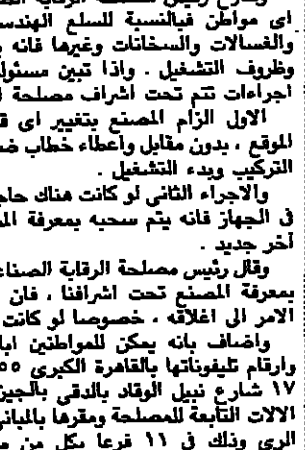 اى مواطن فبالنسبة للسلع الهندس
والغسالات والسخانات وغيرها فانه ي
وظروف التشغيل . واذا تبين مسئول
اجراءات تتم تحت اشراف مصلحة ا
الاول الزام المصنع بتغيير اى ق
الموقع ، بدون مقابل واعطاء خطاب ض
التركيب وبدء التشغيل .
والاجراء الثانى لو كانت هناك حاج
فى الجهاز فانه يتم سحبه بمعرفة الم
آخر جديد .
وقال رئيس مصلحة الرقابة الصناع
بمعرفة المصنع تحت اشرافنا ، فان
الامر الى اغلاقه ، خصوصا لو كانت
واضاف بانه يمكن للمواطنين ابا
وارقام تليفوناتها بالقاهرة الكبرى ٥٥
١٧ شارع نبيل الوقاد بالدقى بالجيز
الالات التابعة للمصلحة ومقرها بالمبانى
الرى وذلك فى ١١ فرعا بكل من م